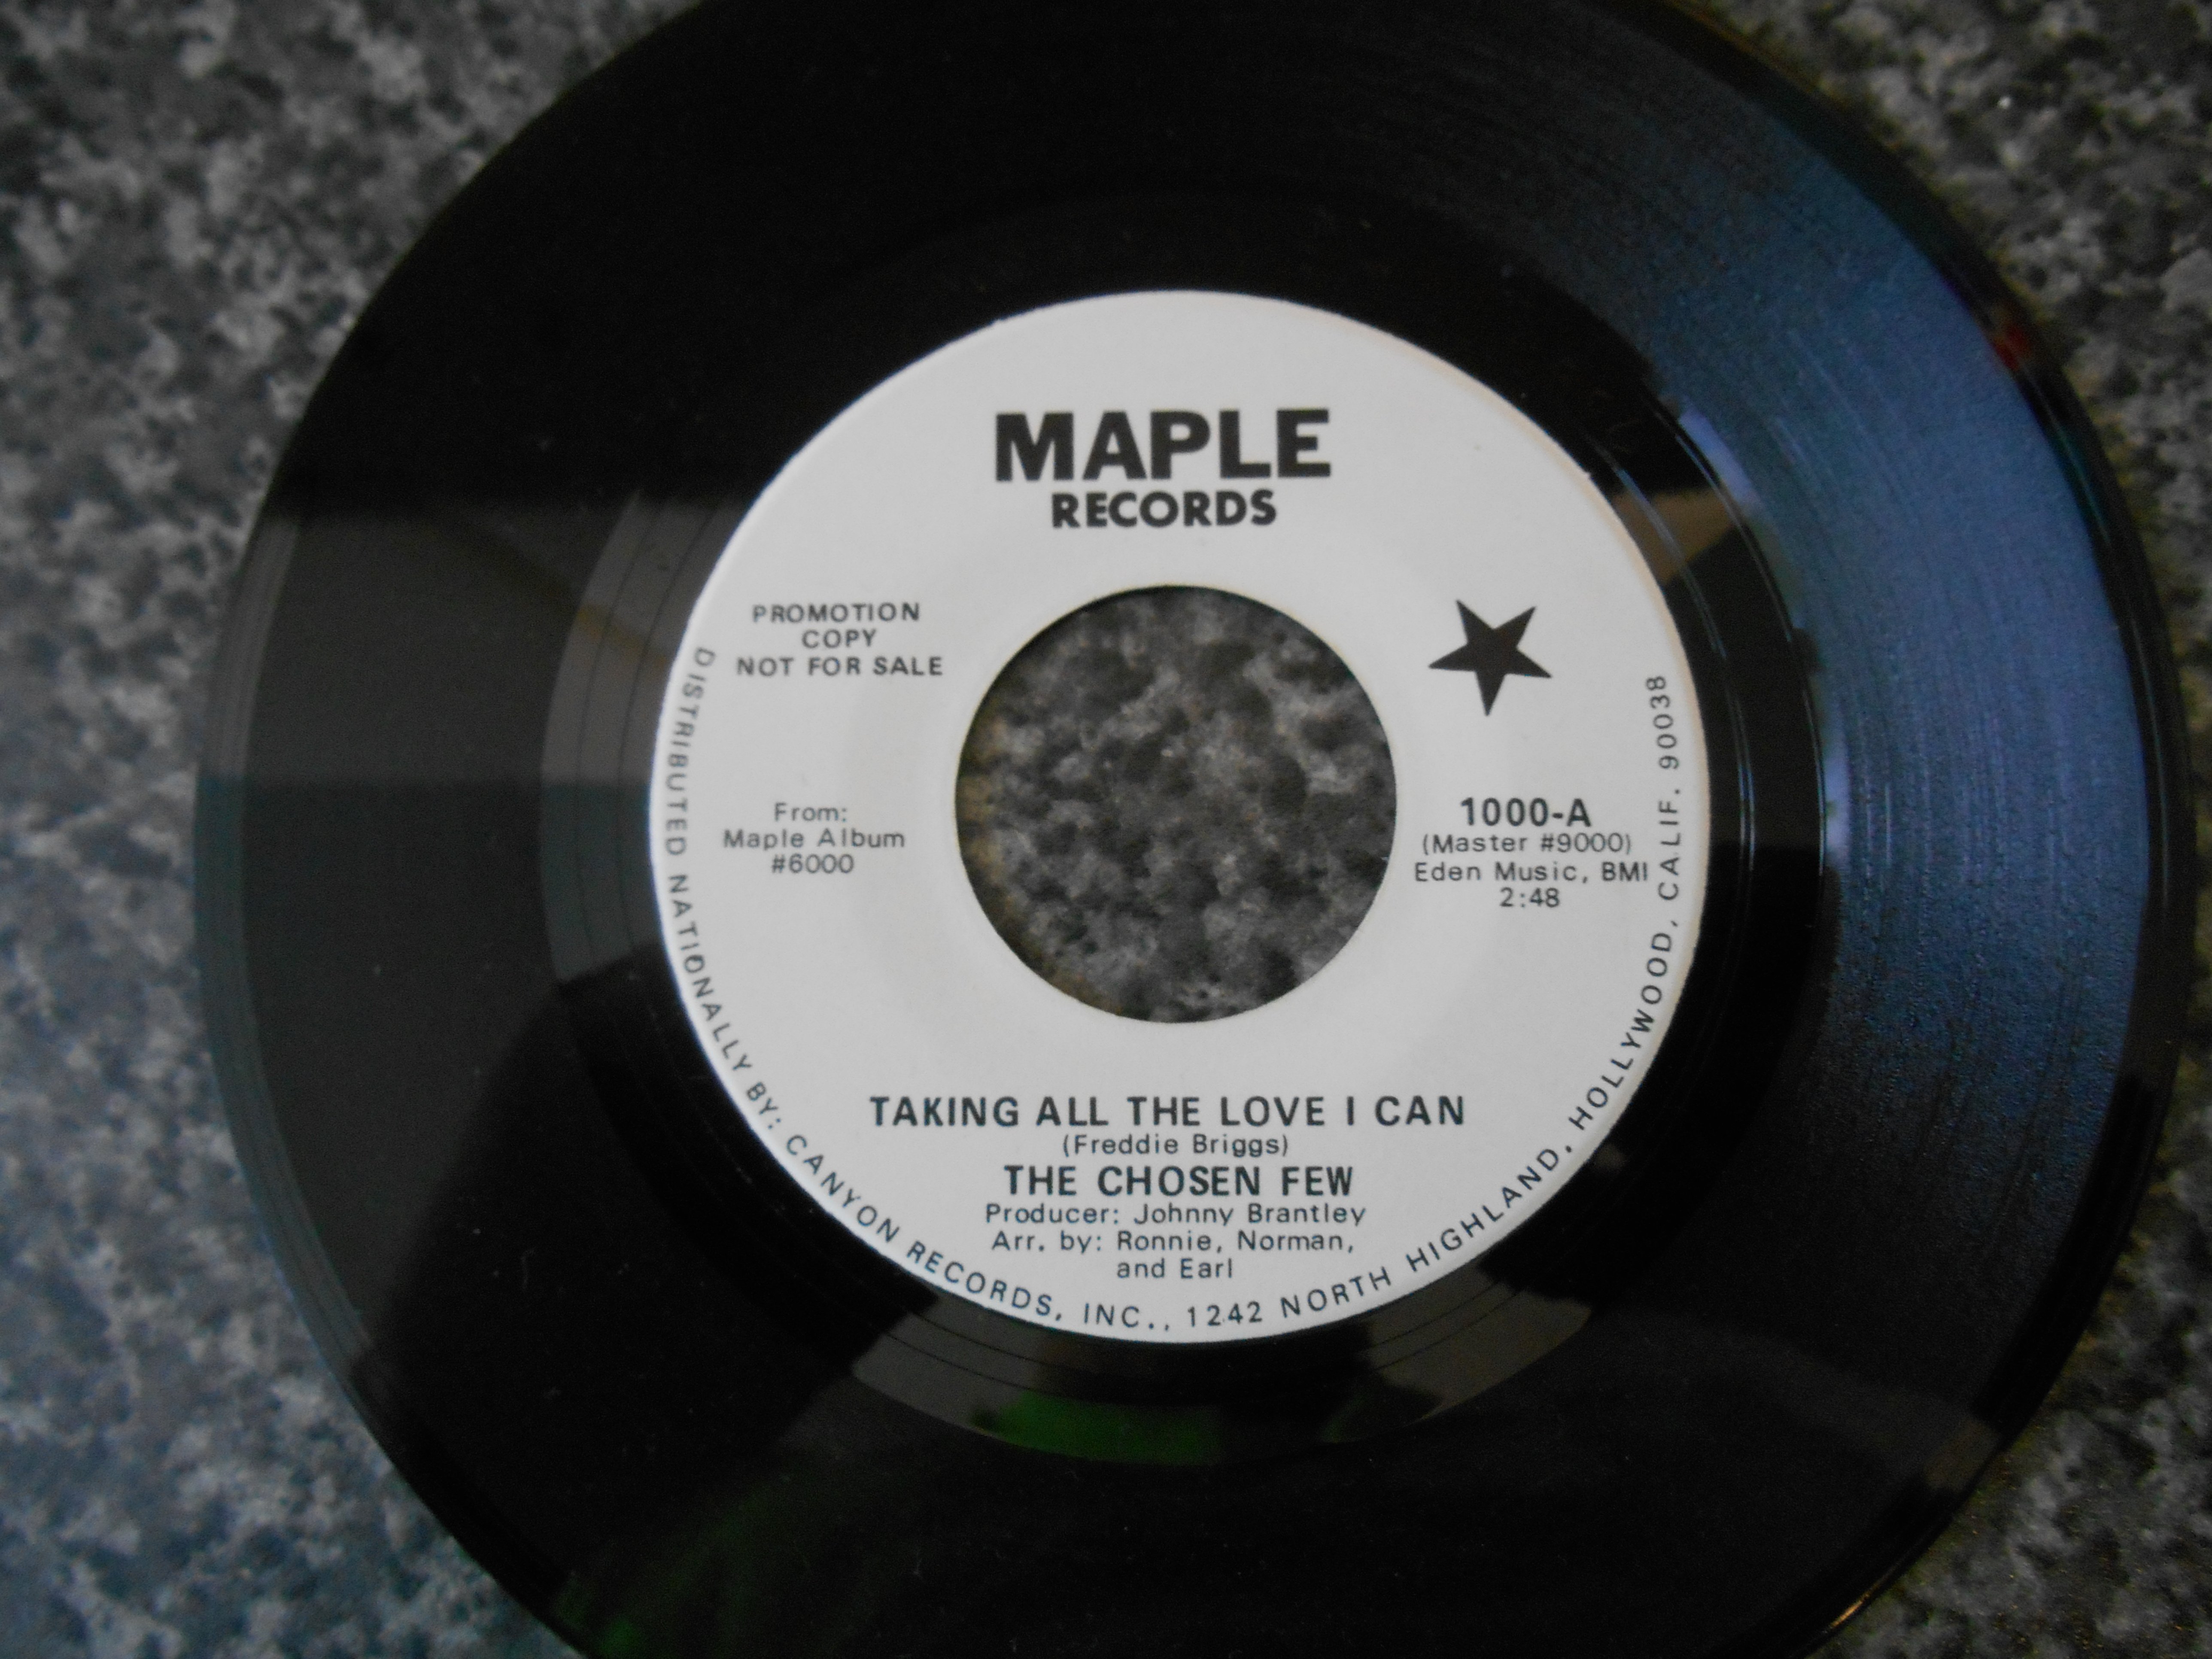 MAPLE
RECORDS
PROMOTION
COPY
NOT FOR SALE
From:
Maple Album
#6000
1000-A
(Master #9000)
Eden Music, BMI
2:48
TAKING ALL THE LOVE I CAN
(Freddie Briggs)
THE CHOSEN FEW
Producer: Johnny Brantley
Arr. by: Ronnie, Norman,
and Earl
DISTRIBUTED NATIONALLY BY: CANYON RECORDS, INC., 1242 NORTH HIGHLAND, HOLLYWOOD, CALIF. 90038